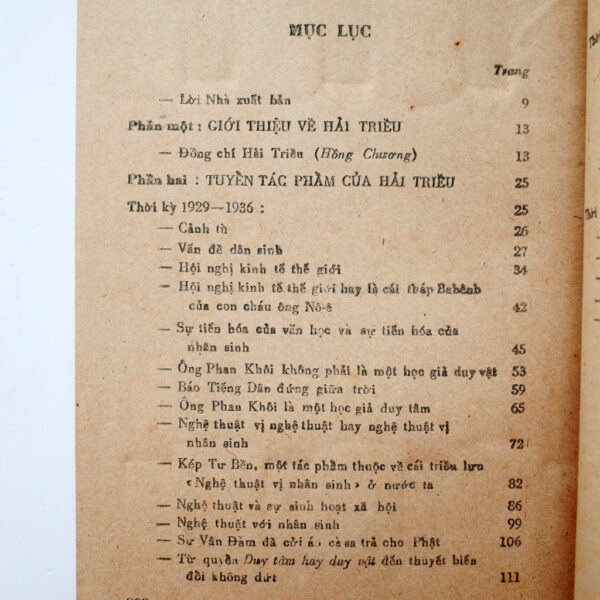 MỤC LỤC
Trang
— Lời Nhà xuất bản 9
Phần một : GIỚI THIỆU VỀ HẢI TRIỀU 13
— Đồng chí Hải Triều (Hồng Chương) 13
Phần hai : TUYỂN TÁC PHẨM CỦA HẢI TRIỀU 25
Thời kỳ 1929—1936 : 25
— Cảnh tù 26
— Vấn đề dân sinh 27
— Hội nghị kinh tế thế giới 34
— Hội nghị kinh tế thế giới hay là cái tháp Babênh
của con cháu ông Nô-ê 42
— Sự tiến hóa của văn học và sự tiến hóa của
nhân sinh 45
— Ông Phan Khôi không phải là một học giả duy vật 53
— Báo Tiếng Dân đứng giữa trời 59
— Ông Phan Khôi là một học giả duy tâm 65
— Nghệ thuật vị nghệ thuật hay nghệ thuật vị
nhân sinh 72
— Kép Tư Bền, một tác phẩm thuộc về cái triều lưu
«Nghệ thuật vị nhân sinh» ở nước ta 82
— Nghệ thuật và sự sinh hoạt xã hội 86
— Nghệ thuật với nhân sinh 99
— Sư Vân Đàm đã cởi áo cà sa trả cho Phật 106
— Từ quyển Duy tâm hay duy vật đến thuyết biến
đổi không dứt 111